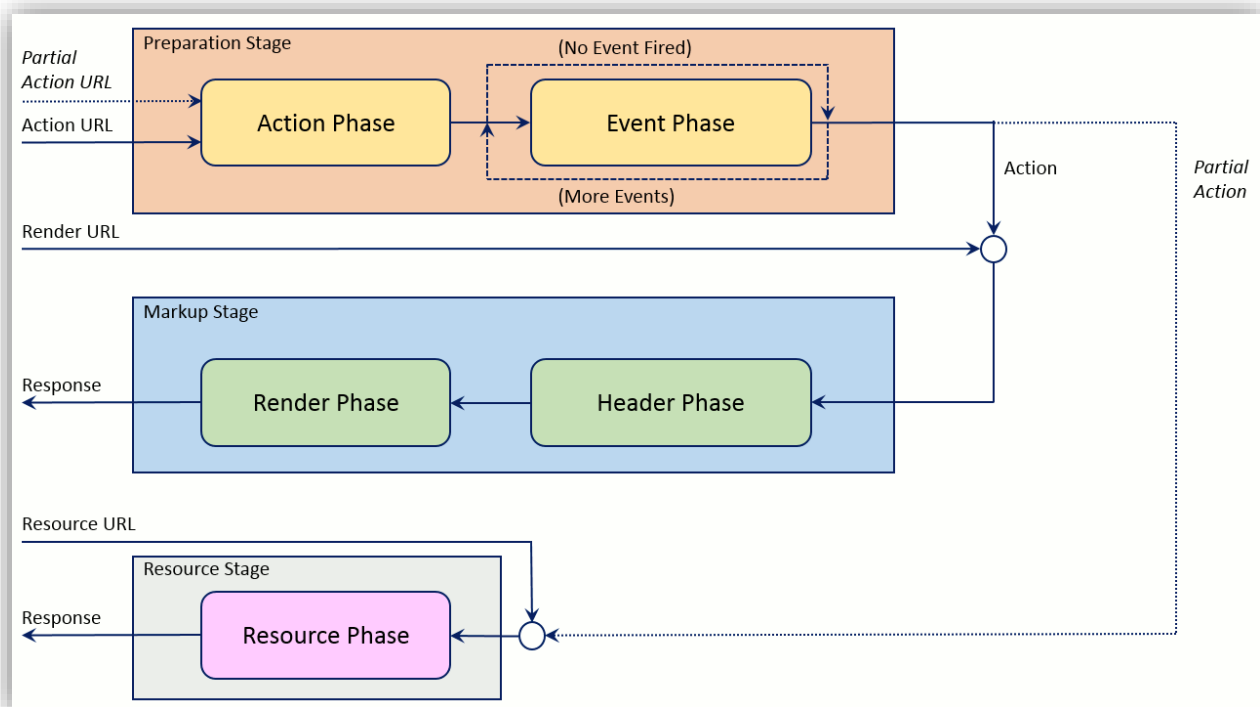 Preparation Stage
(No Event Fired)
Partial
Action URL
Action URL
Action Phase
Event Phase
(More Events)
Action
Partial
Action
Render URL
Markup Stage
Response
Render Phase
Header Phase
Resource URL
Resource Stage
Response
Resource Phase